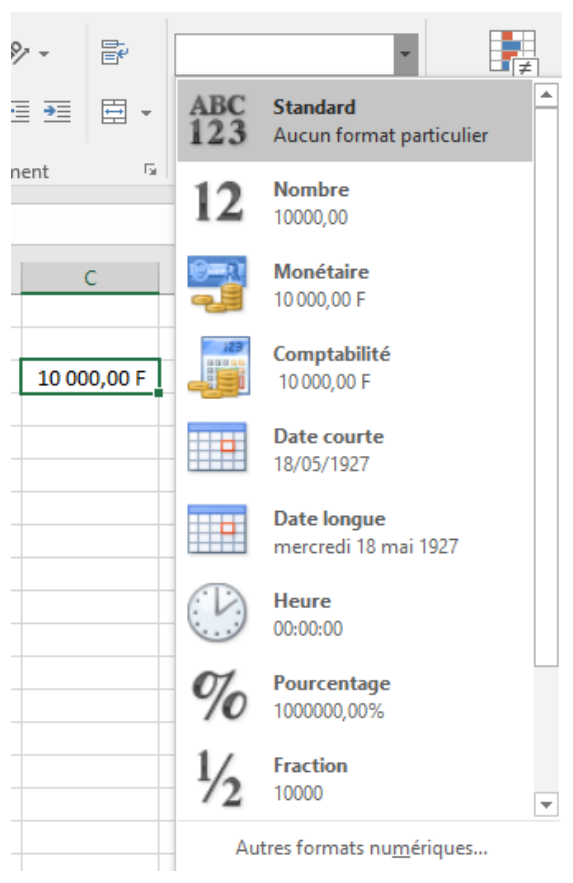 ment
C
10 000,00 F
ABC
123
Standard
Aucun format particulier
12
Nombre
10000,00
Monétaire
10 000,00 F
123
Comptabilité
10 000,00 F
Date courte
18/05/1927
Date longue
mercredi 18 mai 1927
Heure
00:00:00
%
Pourcentage
1000000,00%
1/2
Fraction
10000
Autres formats numériques...
≠